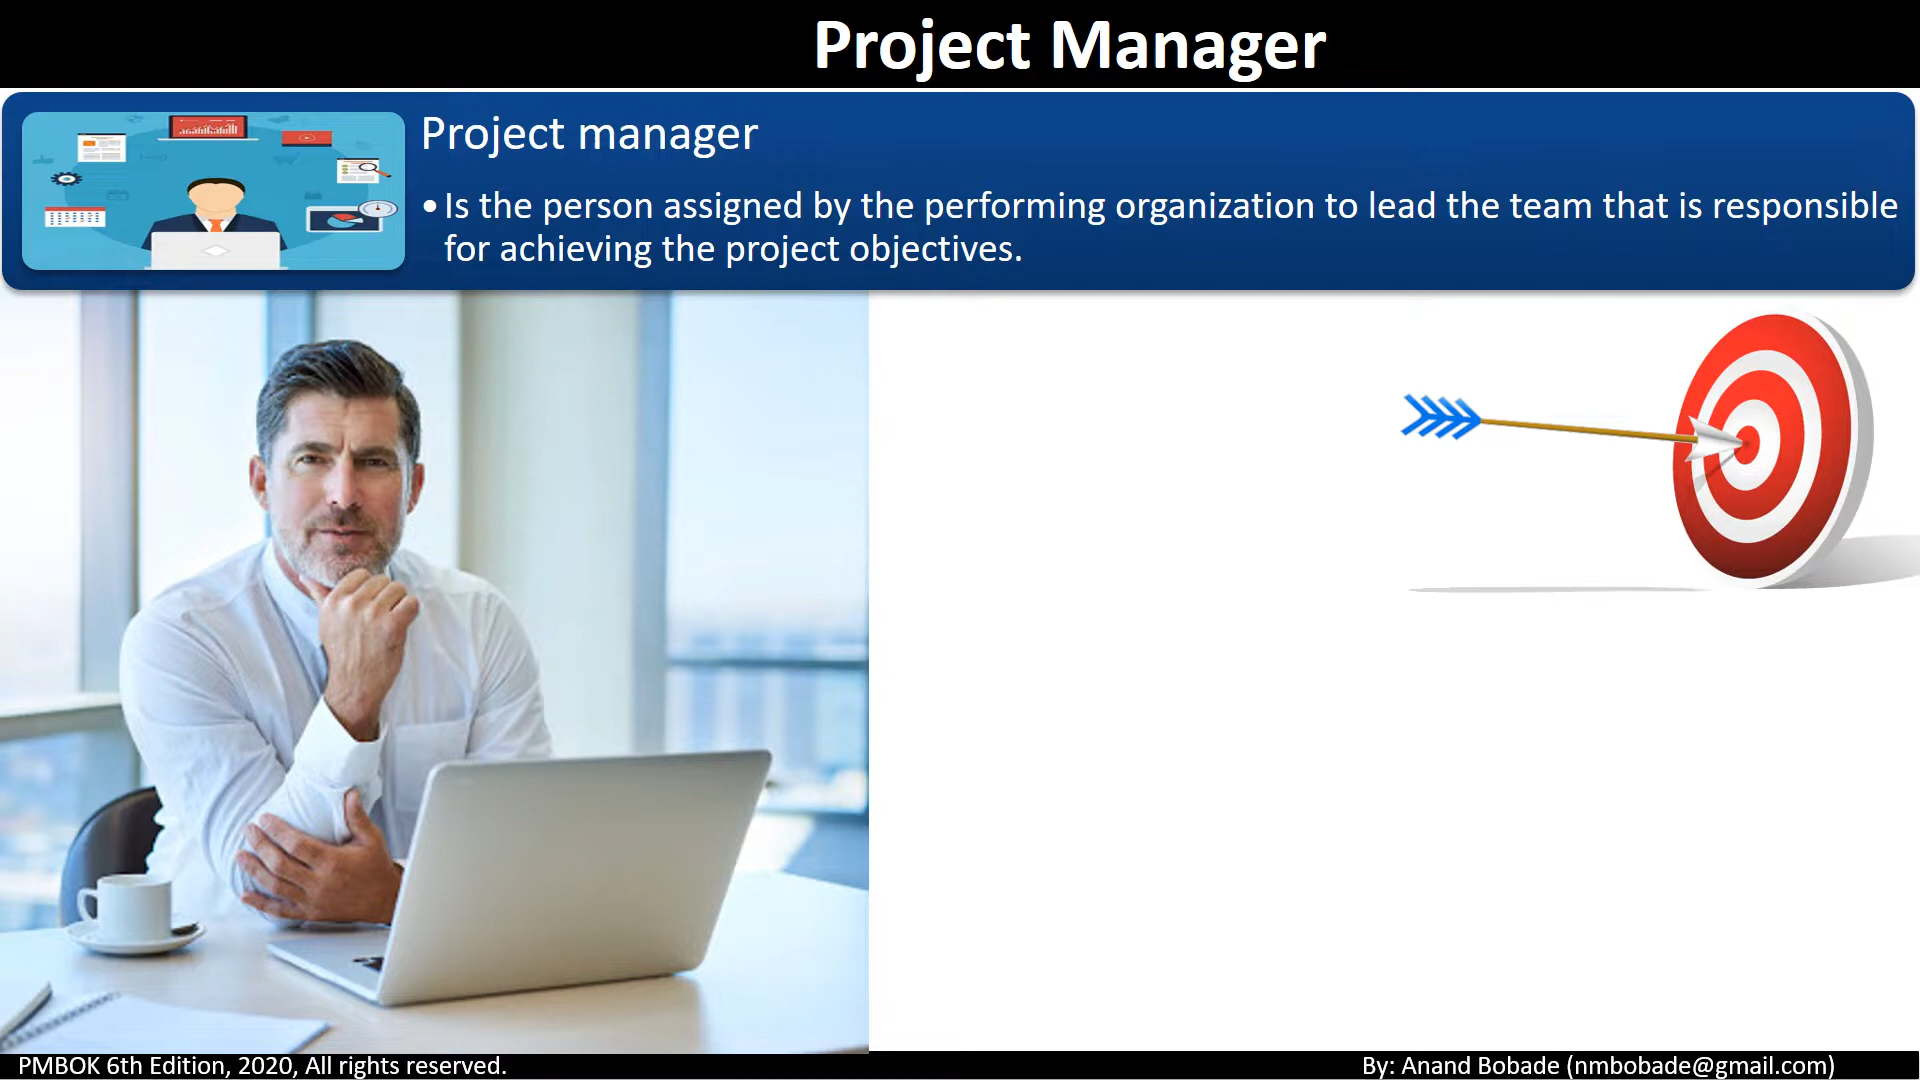 Project Manager
Project manager
•Is the person assigned by the performing organization to lead the team that is responsible
for achieving the project objectives.
PMBOK 6th Edition, 2020, All rights reserved.
By: Anand Bobade (nmbobade@gmail.com)